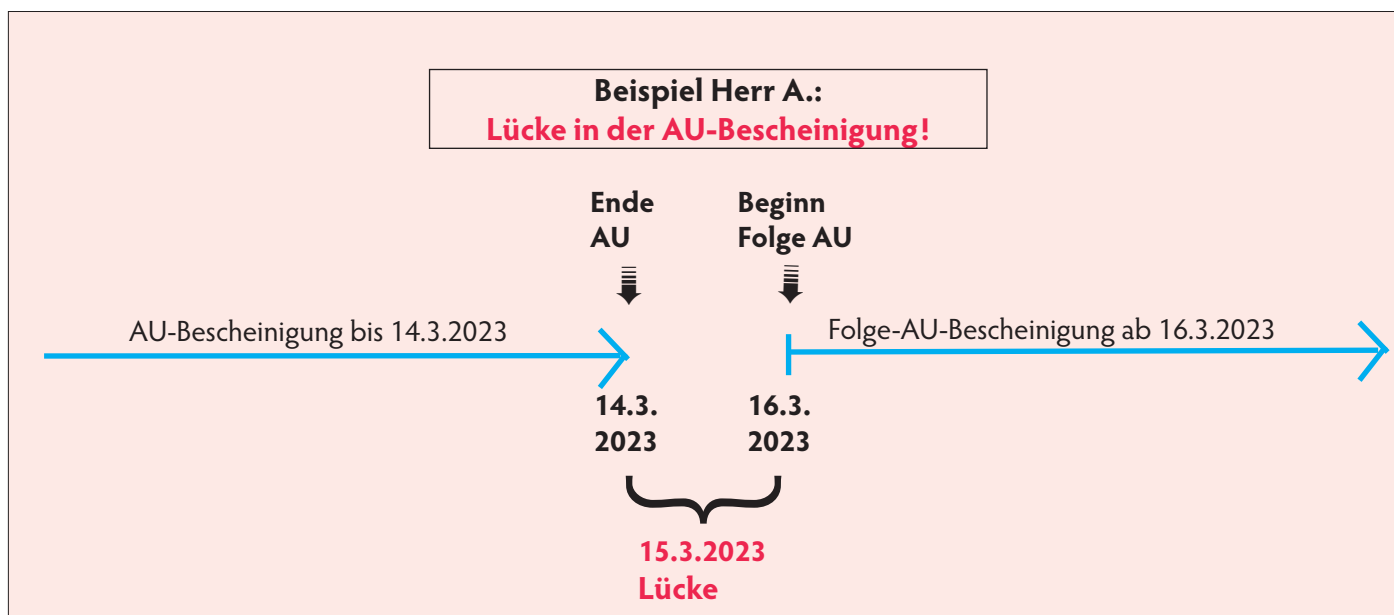 Beispiel Herr A.:
Lücke in der AU-Bescheinigung!
Ende
AU
Beginn
Folge AU
AU-Bescheinigung bis 14.3.2023
Folge-AU-Bescheinigung ab 16.3.2023
14.3.
2023
16.3.
2023
15.3.2023
Lücke